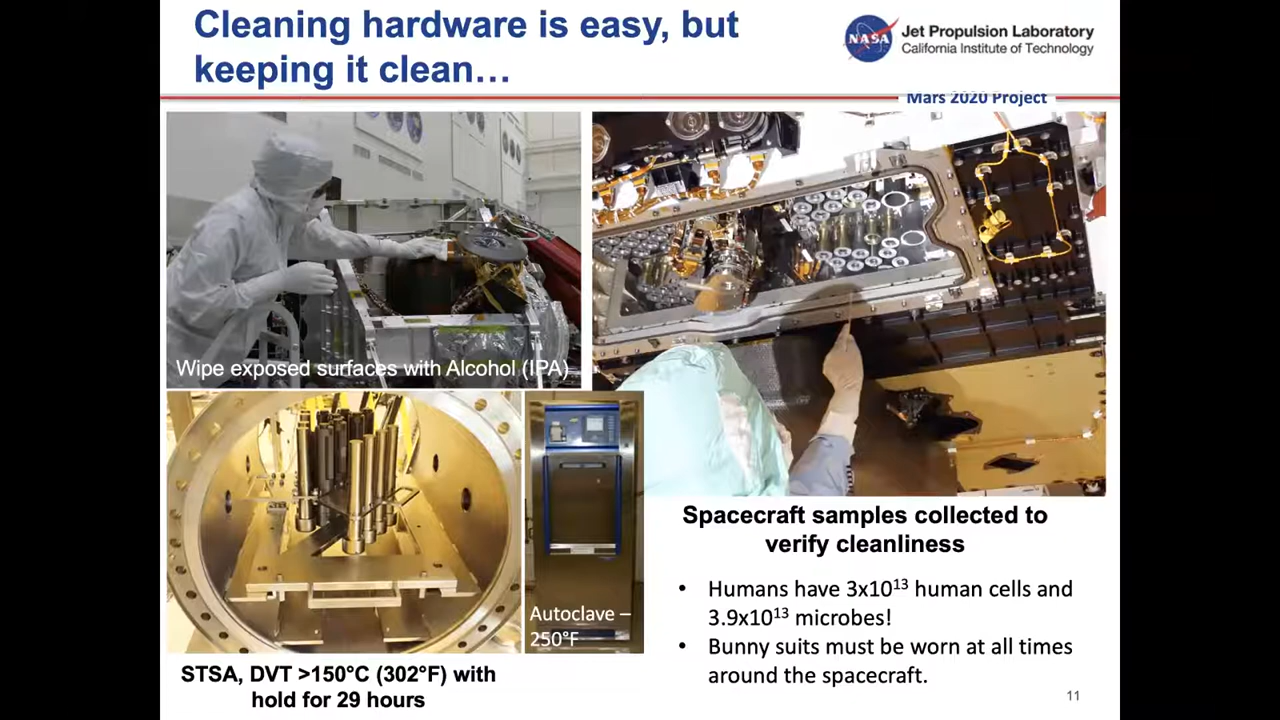 Cleaning hardware is easy, but
keeping it clean…
NASA
Jet Propulsion Laboratory
California Institute of Technology
Mars 2020 Project
Wipe exposed surfaces with Alcohol (IPA)
Autoclave –
250°F
STSA, DVT >150°C (302°F) with
hold for 29 hours
Spacecraft samples collected to
verify cleanliness
• Humans have 3x10¹³ human cells and
3.9x10¹³ microbes!
• Bunny suits must be worn at all times
around the spacecraft.
11